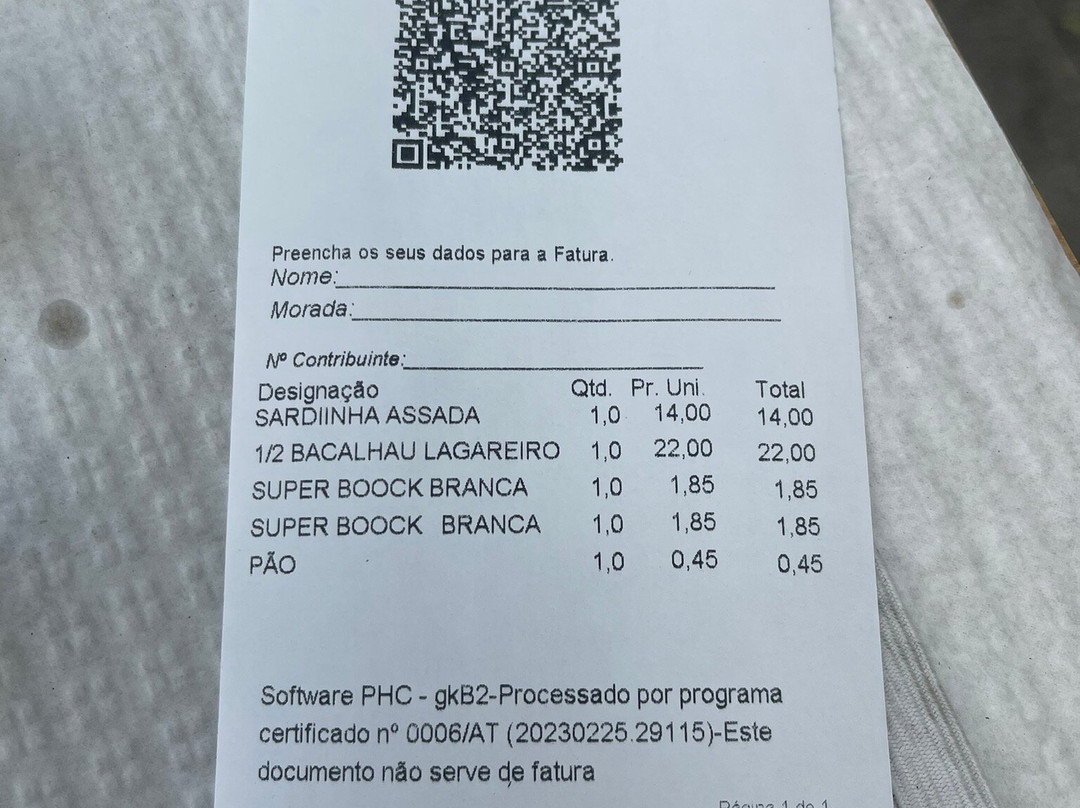 Preencha os seus dados para a Fatura.
Nome:
Morada:
Nº Contribuinte:
Designação Qtd. Pr. Uni. Total
SARDIINHA ASSADA 1,0 14,00 14,00
1/2 BACALHAU LAGAREIRO 1,0 22,00 22,00
SUPER BOOCK BRANCA 1,0 1,85 1,85
SUPER BOOCK BRANCA 1,0 1,85 1,85
PÃO 1,0 0,45 0,45
Software PHC - gkB2-Processado por programa
certificado nº 0006/AT (20230225.29115)-Este
documento não serve de fatura
Página 1 de 1